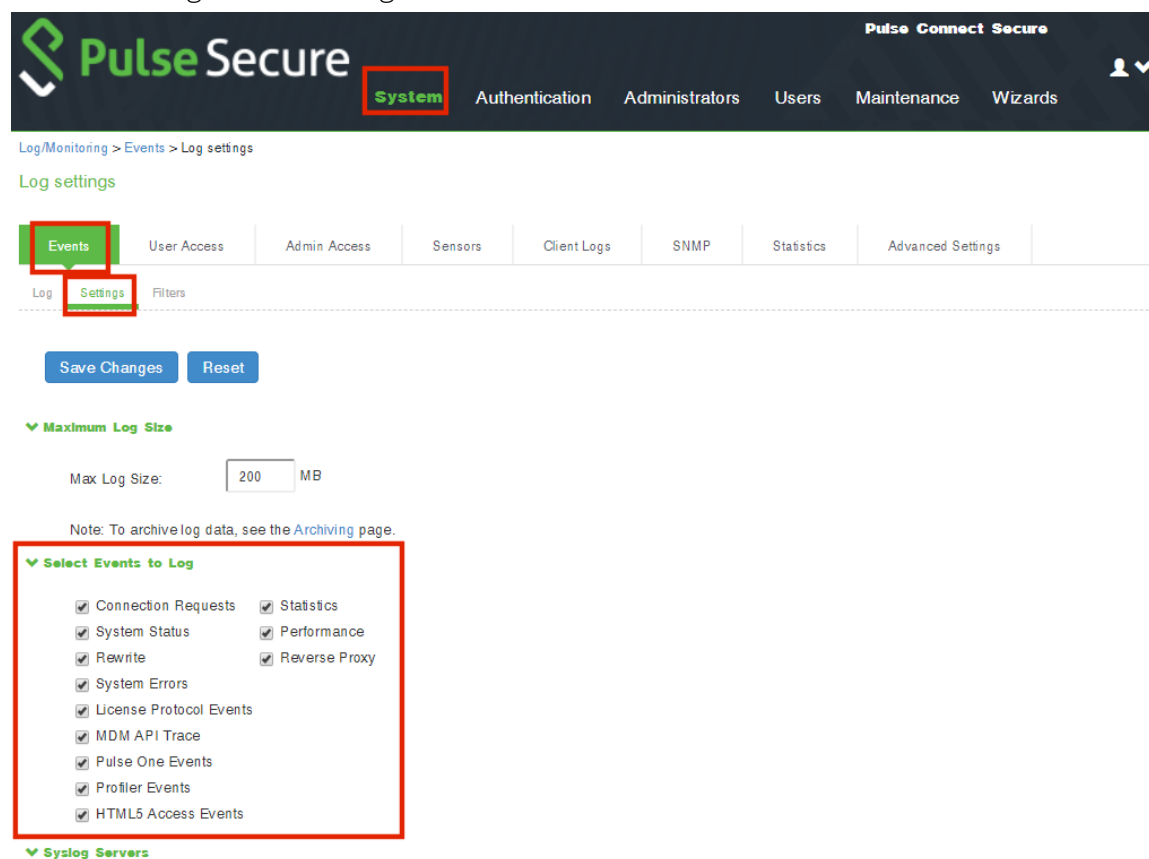 Pulse Secure
Pulse Connect Secure
System Authentication Administrators Users Maintenance Wizards
Log/Monitoring > Events > Log settings
Log settings
Events User Access Admin Access Sensors Client Logs SNMP Statistics Advanced Settings
Log Settings Filters
Save Changes Reset
Maximum Log Size
Max Log Size: 200 MB
Note: To archive log data, see the Archiving page.
Select Events to Log
Connection Requests Statistics
System Status Performance
Rewrite Reverse Proxy
System Errors
License Protocol Events
MDM API Trace
Pulse One Events
Profiler Events
HTML5 Access Events
Syslog Servers